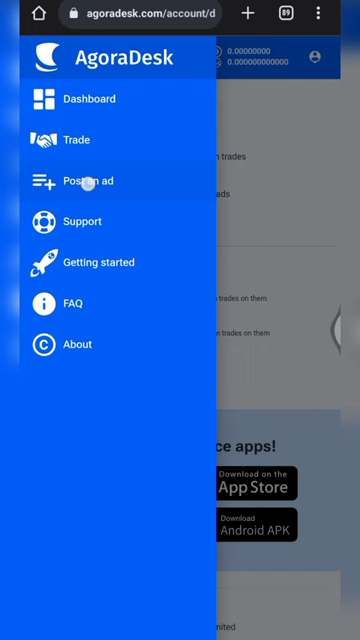 agoradesk.com/account/d
89
AgoraDesk
0.00000000
0.000000000000
Dashboard
Trade
n trades
Post an ad
ads
Support
Getting started
n trades on them
FAQ
n trades on them
About
ce apps!
Download on the
App Store
Download
Android APK
mited